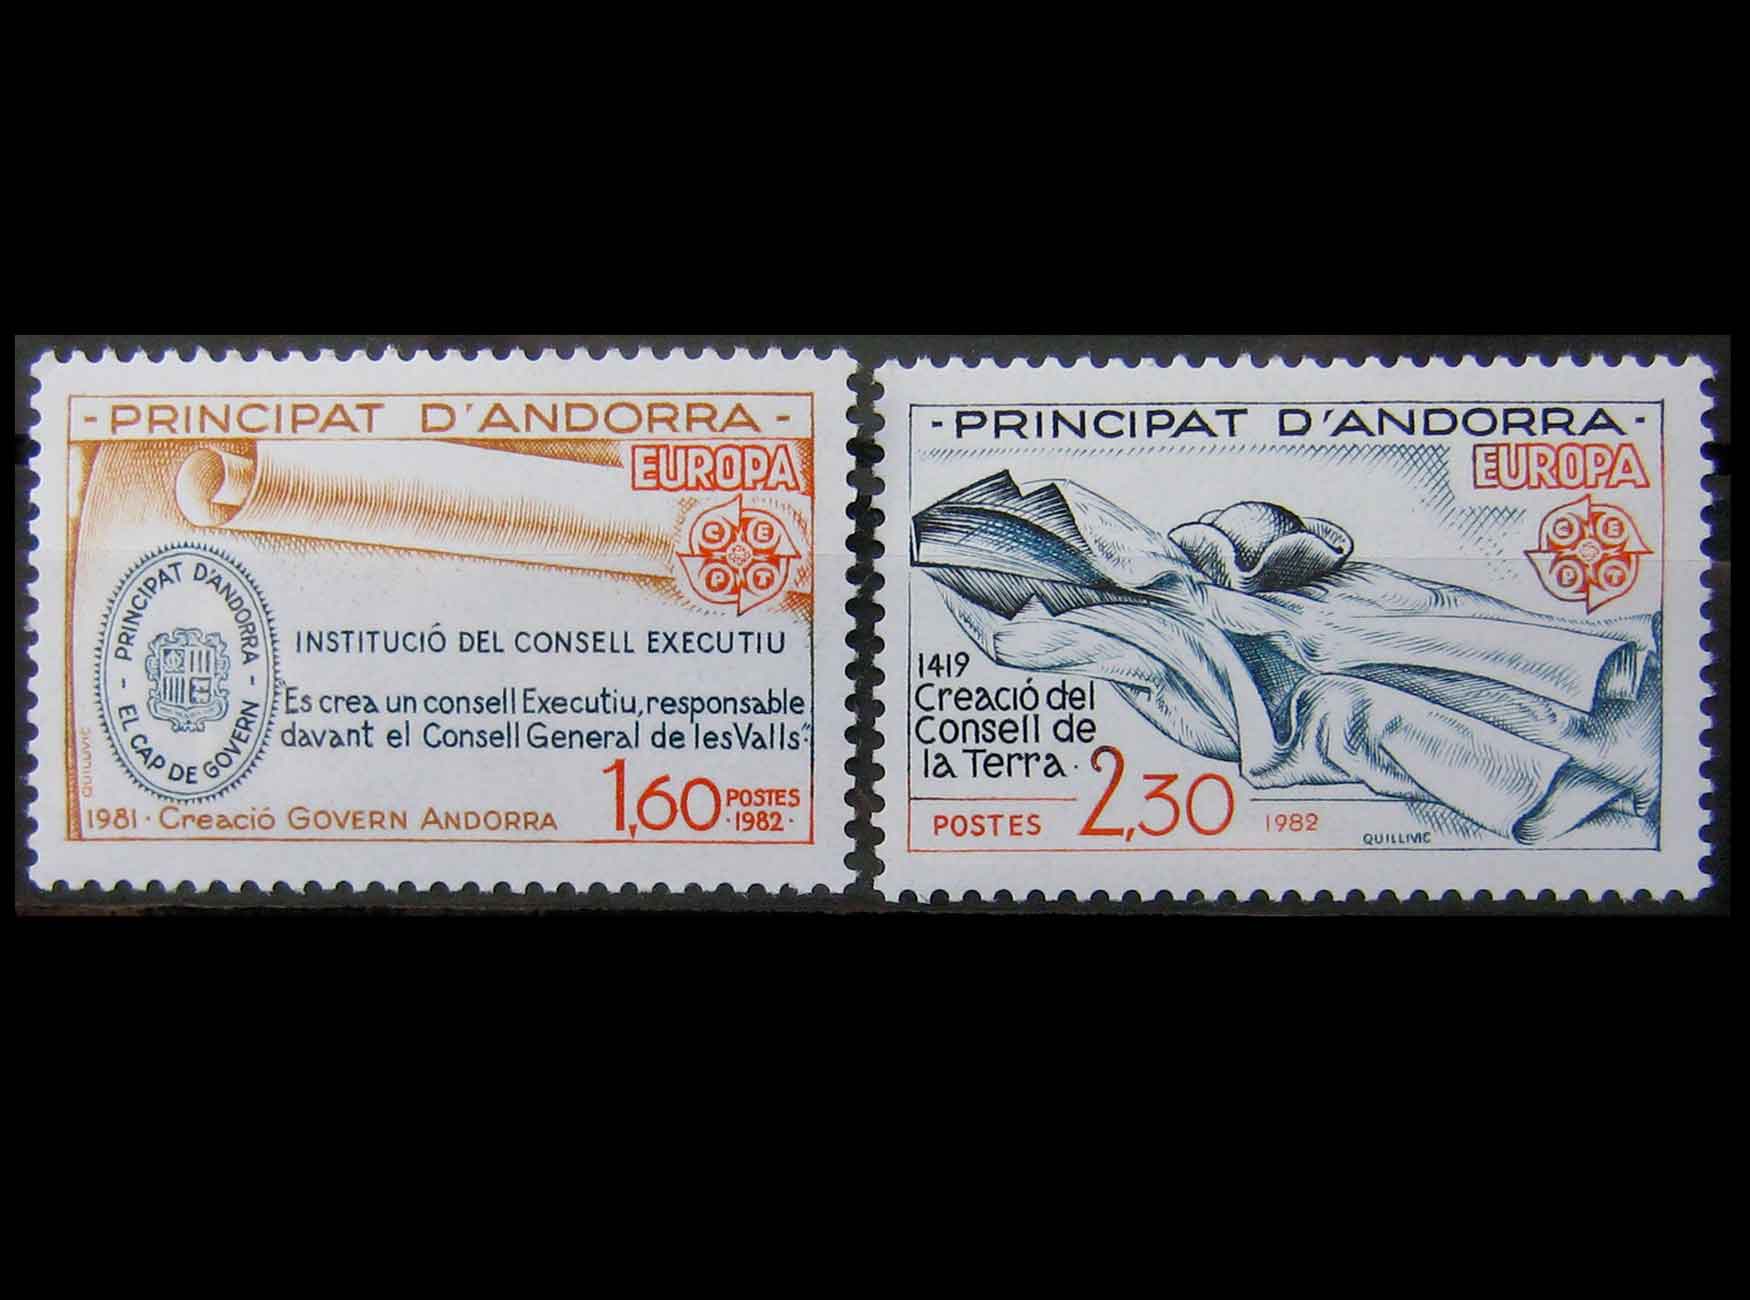 - PRINCIPAT D'ANDORRA -
EUROPA
C E
P T
- PRINCIPAT D'ANDORRA -
EL CAP DE GOVERN
INSTITUCIÓ DEL CONSELL EXECUTIU
"Es crea un consell Executiu, responsable
davant el Consell General de les Valls."
QUILLIVIC
1981 · Creació GOVERN ANDORRA
1,60 POSTES
· 1982 ·
- PRINCIPAT D'ANDORRA -
EUROPA
C E
P T
1419
Creació del
Consell de
la Terra ·
POSTES 2,30 1982
QUILLIVIC